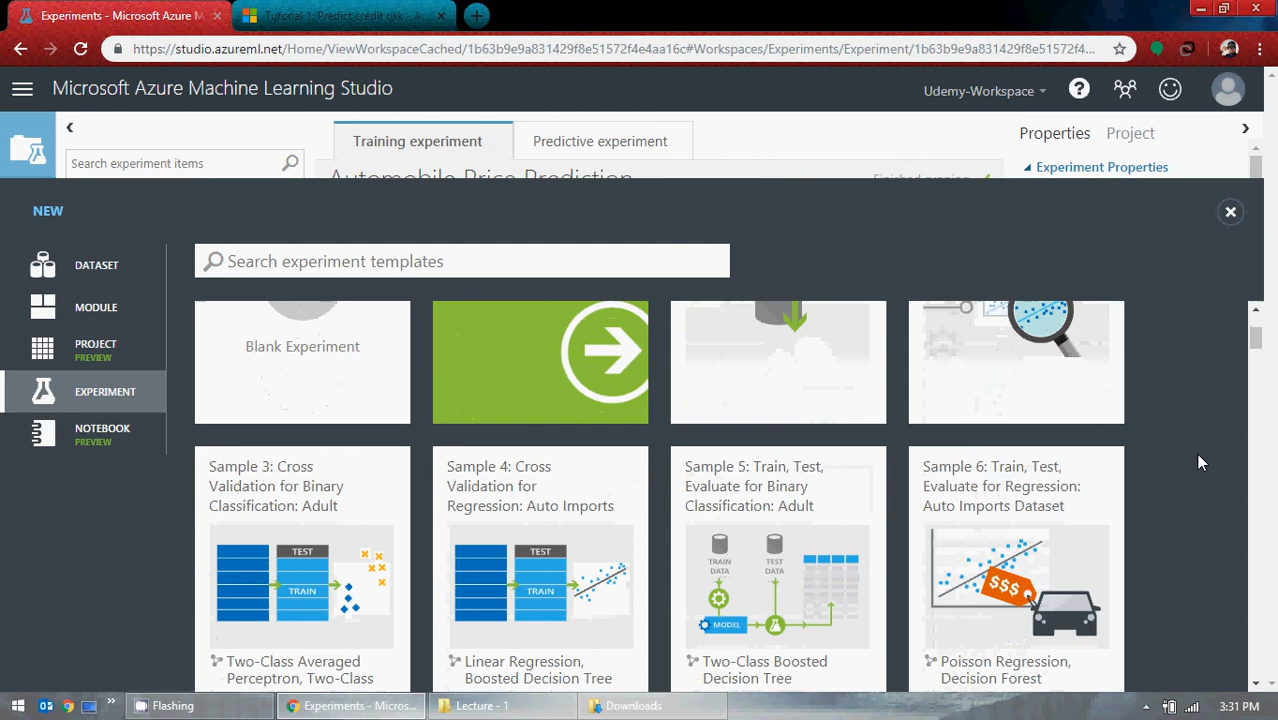 Experiments - Microsoft Azure M
Tutorial 1: Predict credit risk - A
https://studio.azureml.net/Home/ViewWorkspaceCached/1b63b9e9a831429f8e51572f4e4aa16c#Workspaces/Experiments/Experiment/1b63b9e9a831429f8e51572f4...
Microsoft Azure Machine Learning Studio
Udemy-Workspace
Training experiment
Predictive experiment
Properties
Project
Search experiment items
Automobile Price Prediction
Finished running
Experiment Properties
NEW
DATASET
MODULE
PROJECT
PREVIEW
EXPERIMENT
NOTEBOOK
PREVIEW
Search experiment templates
Blank Experiment
Sample 3: Cross
Validation for Binary
Classification: Adult
TEST
TRAIN
Two-Class Averaged
Perceptron, Two-Class
Sample 4: Cross
Validation for
Regression: Auto Imports
TEST
TRAIN
Linear Regression,
Boosted Decision Tree
Sample 5: Train, Test,
Evaluate for Binary
Classification: Adult
TRAIN
DATA
TEST
DATA
MODEL
Two-Class Boosted
Decision Tree
Sample 6: Train, Test,
Evaluate for Regression:
Auto Imports Dataset
$$$
Poisson Regression,
Decision Forest
Flashing
Experiments - Micros...
Lecture - 1
Downloads
3:31 PM